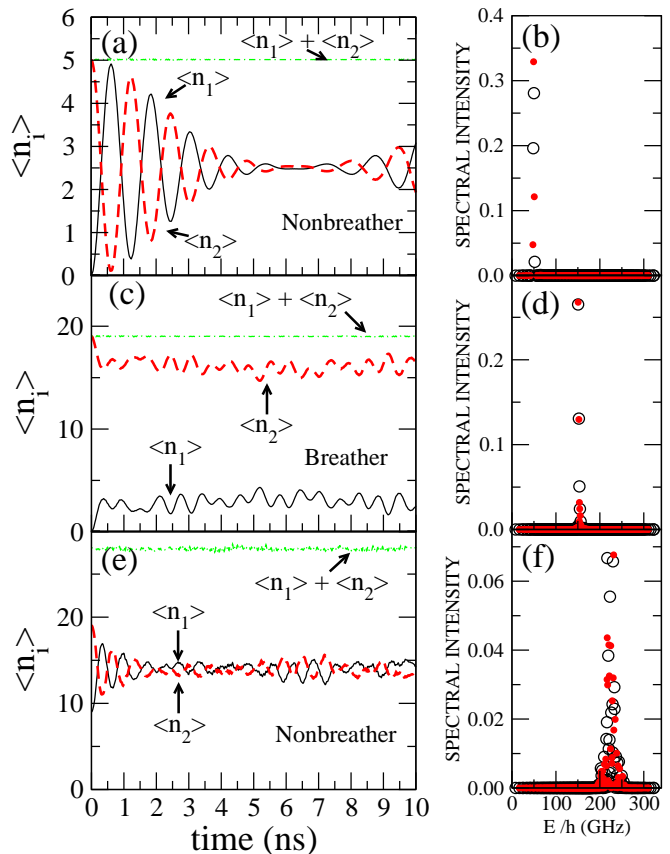 (a)
<n1> + <n2>
<n1>
<n2>
Nonbreather
<ni>
6
5
4
3
2
1
0
(b)
SPECTRAL INTENSITY
0.4
0.3
0.2
0.1
0.0
(c)
<n1> + <n2>
<n2>
<n1>
Breather
<ni>
20
10
0
(d)
SPECTRAL INTENSITY
0.2
0.1
0.0
(e)
<n1> + <n2>
<n1>
<n2>
Nonbreather
<ni>
20
10
0
0 1 2 3 4 5 6 7 8 9 10
time (ns)
(f)
SPECTRAL INTENSITY
0.06
0.04
0.02
0.00
0 100 200 300
E /h (GHz)